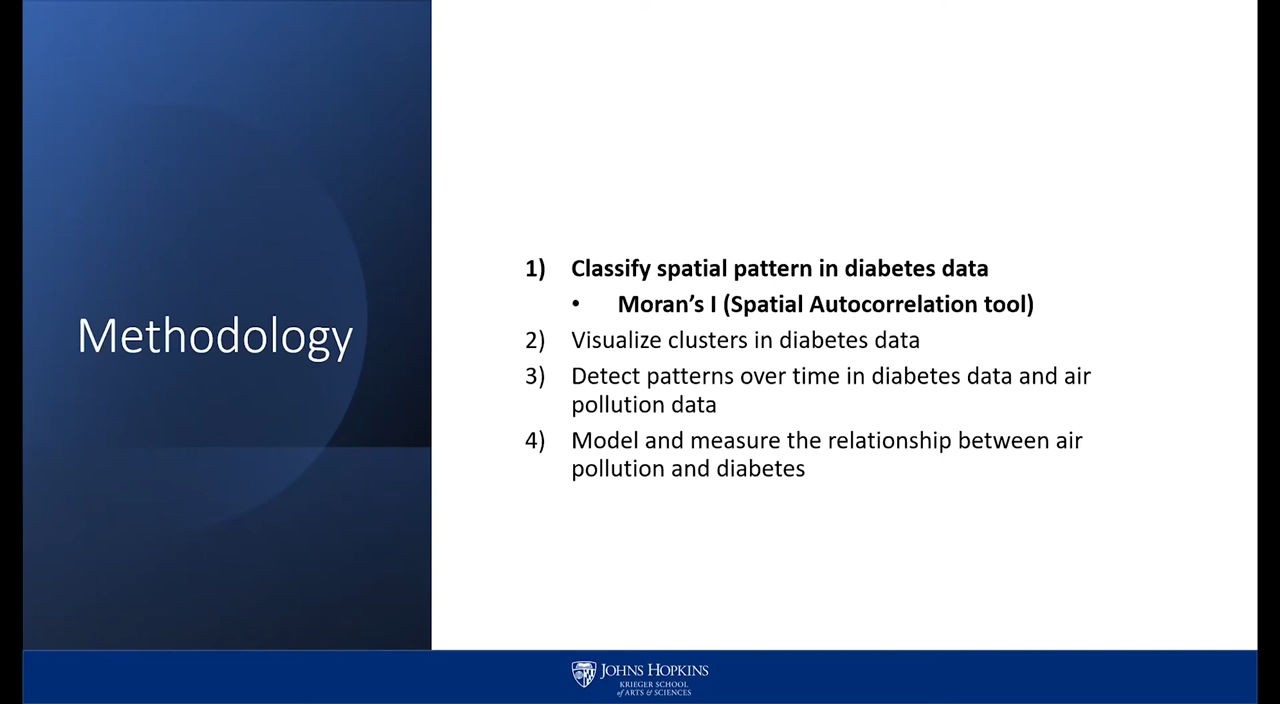 Methodology
1) Classify spatial pattern in diabetes data
• Moran’s I (Spatial Autocorrelation tool)
2) Visualize clusters in diabetes data
3) Detect patterns over time in diabetes data and air
pollution data
4) Model and measure the relationship between air
pollution and diabetes
JOHNS HOPKINS
KRIEGER SCHOOL
of ARTS & SCIENCES